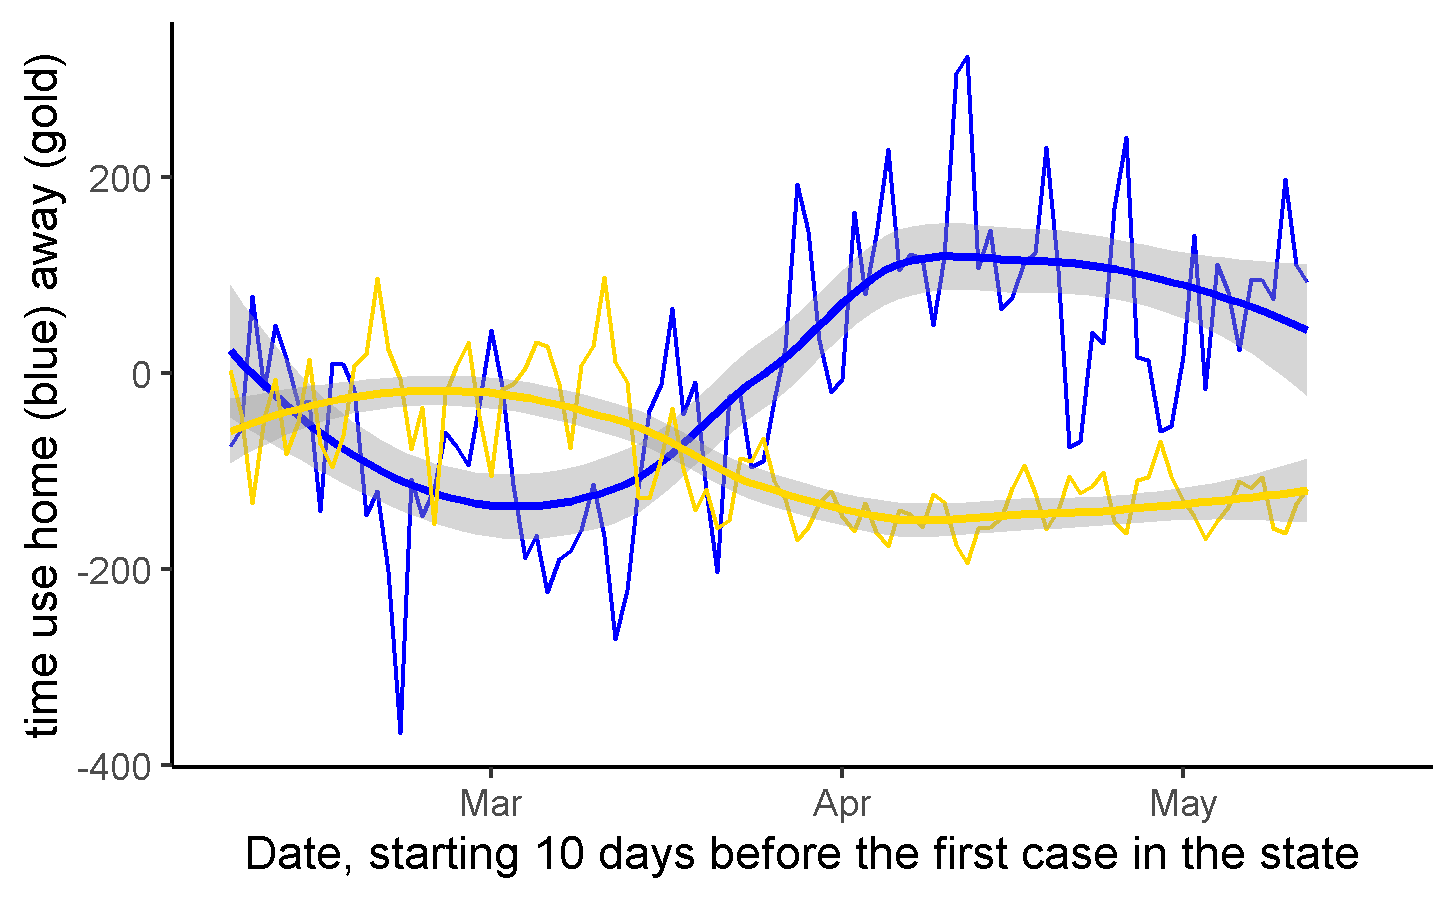 time use home (blue) away (gold)
200
0
-200
-400
Mar
Apr
May
Date, starting 10 days before the first case in the state